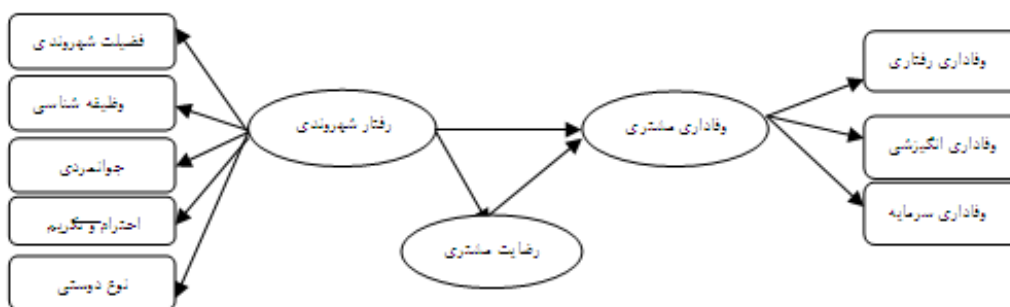 فضیلت شهروندی
وظیفه شناسی
جوانمردی
احترام و تکریم
نوع دوستی
رفتار شهروندی
رضایت مشتری
وفاداری مشتری
وفاداری رفتاری
وفاداری انگیزشی
وفاداری سرمایه